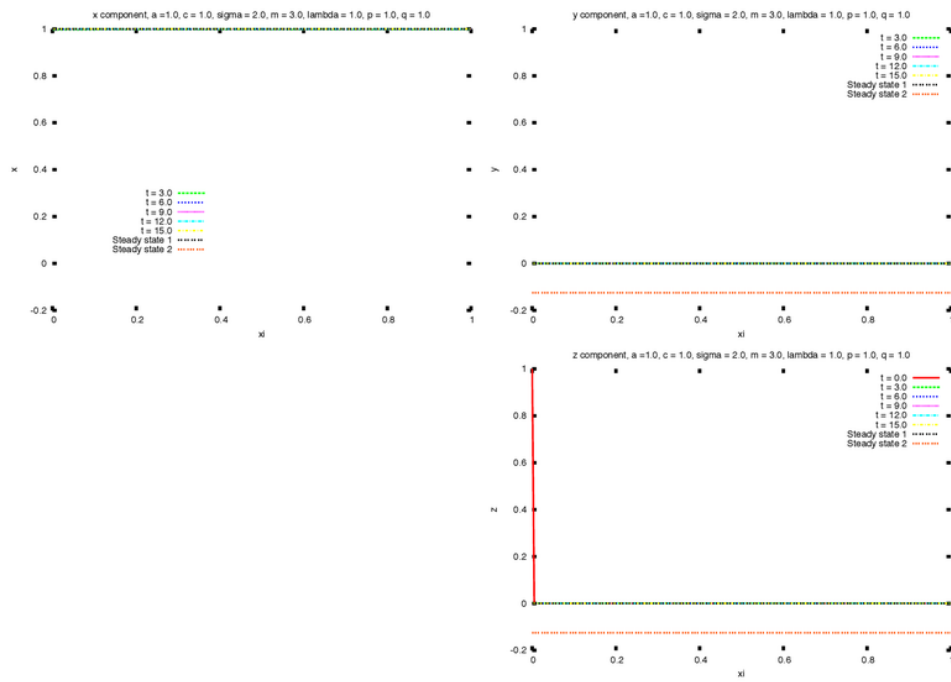 x component, a =1.0, c = 1.0, sigma = 2.0, m = 3.0, lambda = 1.0, p = 1.0, q = 1.0
1
0.8
0.6
0.4
0.2
0
-0.2
x
t = 3.0
t = 6.0
t = 9.0
t = 12.0
t = 15.0
Steady state 1
Steady state 2
0
0.2
0.4
0.6
0.8
1
xi
y component, a =1.0, c = 1.0, sigma = 2.0, m = 3.0, lambda = 1.0, p = 1.0, q = 1.0
1
0.8
0.6
0.4
0.2
0
-0.2
y
t = 3.0
t = 6.0
t = 9.0
t = 12.0
t = 15.0
Steady state 1
Steady state 2
0
0.2
0.4
0.6
0.8
1
xi
z component, a =1.0, c = 1.0, sigma = 2.0, m = 3.0, lambda = 1.0, p = 1.0, q = 1.0
1
0.8
0.6
0.4
0.2
0
-0.2
z
t = 0.0
t = 3.0
t = 6.0
t = 9.0
t = 12.0
t = 15.0
Steady state 1
Steady state 2
0
0.2
0.4
0.6
0.8
1
xi